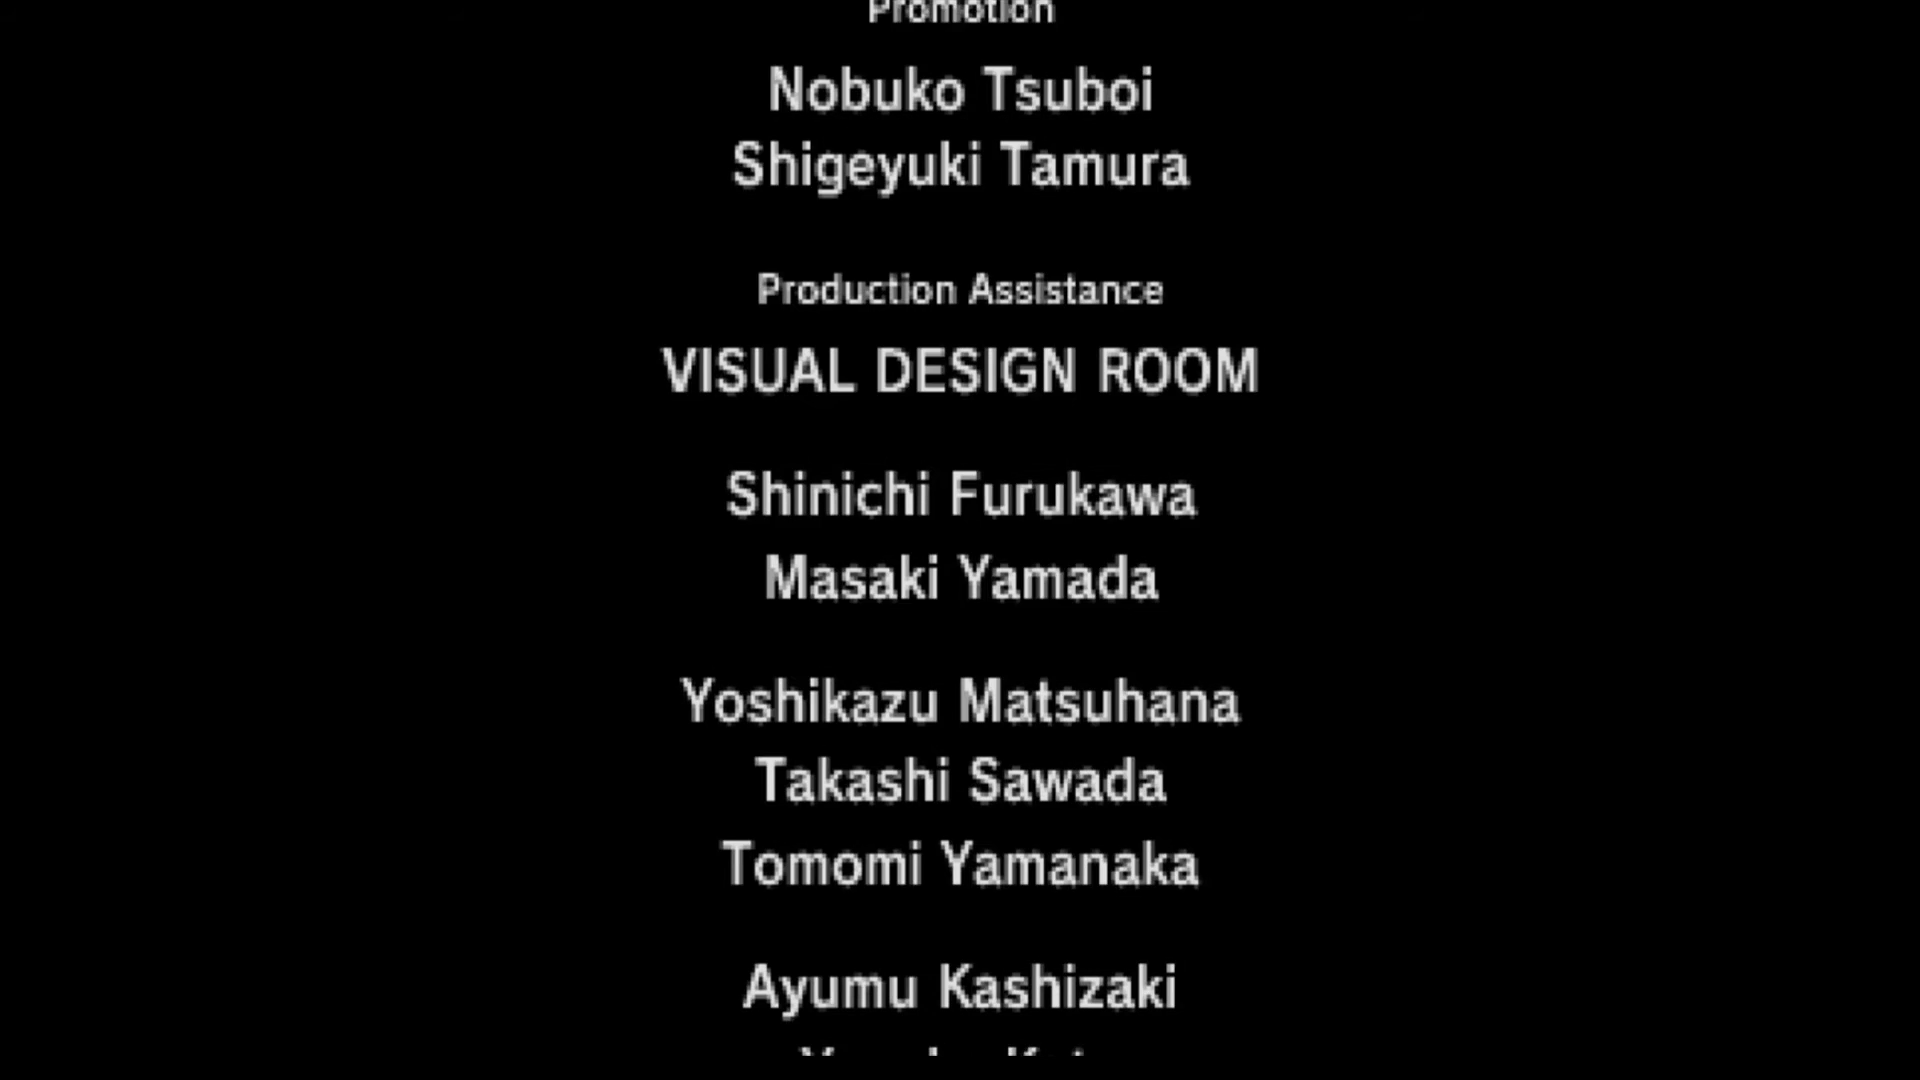 Promotion
Nobuko Tsuboi
Shigeyuki Tamura
Production Assistance
VISUAL DESIGN ROOM
Shinichi Furukawa
Masaki Yamada
Yoshikazu Matsuhana
Takashi Sawada
Tomomi Yamanaka
Ayumu Kashizaki